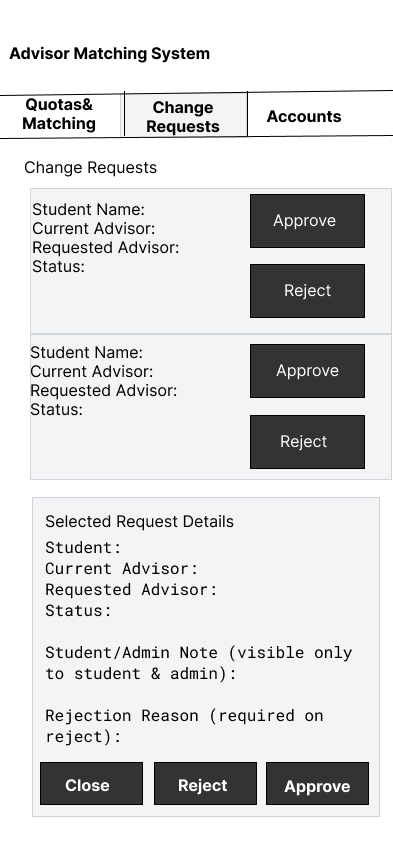 Advisor Matching System
Quotas&
Matching
Change
Requests
Accounts
Change Requests
Student Name:
Current Advisor:
Requested Advisor:
Status:
Approve
Reject
Student Name:
Current Advisor:
Requested Advisor:
Status:
Approve
Reject
Selected Request Details
Student:
Current Advisor:
Requested Advisor:
Status:
Student/Admin Note (visible only
to student & admin):
Rejection Reason (required on
reject):
Close
Reject
Approve